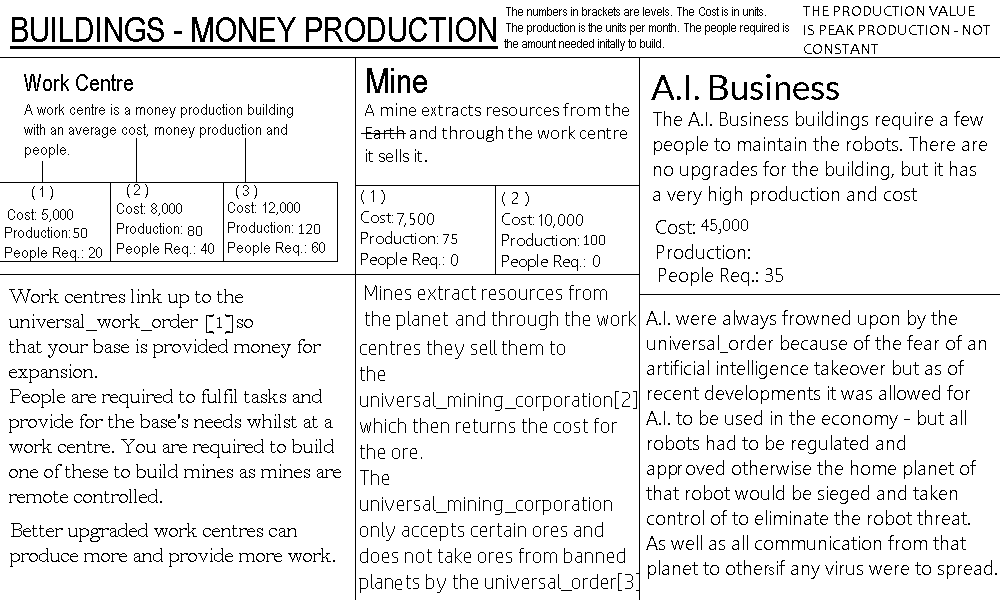 BUILDINGS - MONEY PRODUCTION
The numbers in brackets are levels. The Cost is in units.
The production is the units per month. The people required is
the amount needed initally to build.
THE PRODUCTION VALUE
IS PEAK PRODUCTION - NOT
CONSTANT
Work Centre
A work centre is a money production building
with an average cost, money production and
people.
(1)
Cost: 5,000
Production: 50
People Req.: 20
(2)
Cost: 8,000
Production: 80
People Req.: 40
(3)
Cost: 12,000
Production: 120
People Req.: 60
Work centres link up to the
universal_work_order [1]so
that your base is provided money for
expansion.
People are required to fulfil tasks and
provide for the base's needs whilst at a
work centre. You are required to build
one of these to build mines as mines are
remote controlled.
Better upgraded work centres can
produce more and provide more work.
Mine
A mine extracts resources from the
Earth and through the work centre
it sells it.
(1)
Cost: 7,500
Production: 75
People Req.: 0
(2)
Cost: 10,000
Production: 100
People Req.: 0
Mines extract resources from
the planet and through the work
centres they sell them to
the
universal_mining_corporation[2]
which then returns the cost for
the ore.
The
universal_mining_corporation
only accepts certain ores and
does not take ores from banned
planets by the universal_order[3]
A.I. Business
The A.I. Business buildings require a few
people to maintain the robots. There are
no upgrades for the building, but it has
a very high production and cost
Cost: 45,000
Production:
People Req.: 35
A.I. were always frowned upon by the
universal_order because of the fear of an
artificial intelligence takeover but as of
recent developments it was allowed for
A.I. to be used in the economy - but all
robots had to be regulated and
approved otherwise the home planet of
that robot would be sieged and taken
control of to eliminate the robot threat.
As well as all communication from that
planet to others if any virus were to spread.